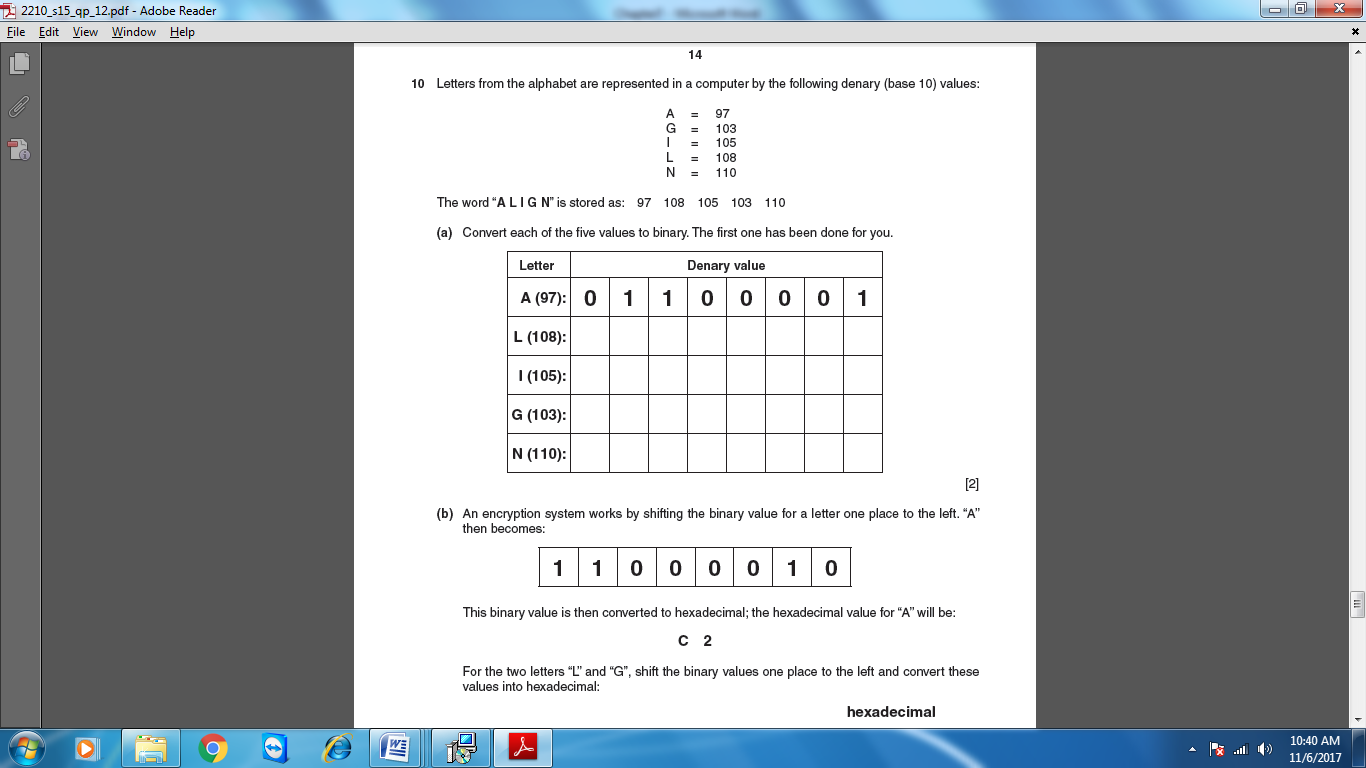 2210_s15_qp_12.pdf - Adobe Reader
File Edit View Window Help
14
10 Letters from the alphabet are represented in a computer by the following denary (base 10) values:
A = 97
G = 103
I = 105
L = 108
N = 110
The word “A L I G N” is stored as: 97 108 105 103 110
(a) Convert each of the five values to binary. The first one has been done for you.
Letter Denary value
A (97): 0 1 1 0 0 0 0 1
L (108):
I (105):
G (103):
N (110):
[2]
(b) An encryption system works by shifting the binary value for a letter one place to the left. “A”
then becomes:
1 1 0 0 0 0 1 0
This binary value is then converted to hexadecimal; the hexadecimal value for “A” will be:
C 2
For the two letters “L” and “G”, shift the binary values one place to the left and convert these
values into hexadecimal:
hexadecimal
10:40 AM
11/6/2017